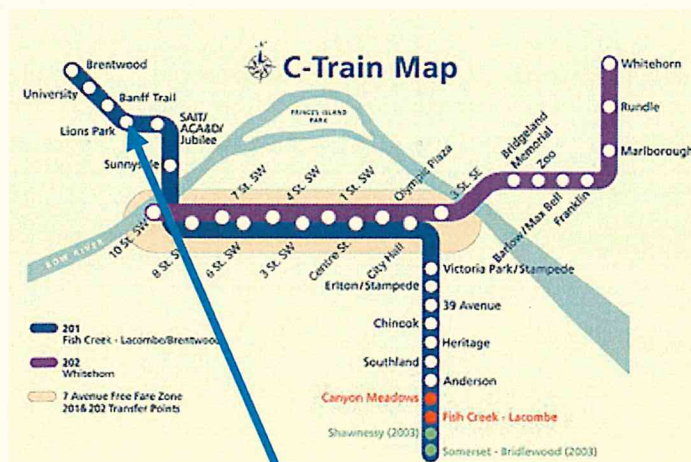 C-Train Map
Brentwood
University
Banff Trail
Lions Park
SAIT/
ACA&D/
Jubilee
Sunnyside
PRINCES ISLAND
PARK
BOW RIVER
10 St. SW
8 St. SW
7 St. SW
6 St. SW
4 St. SW
3 St. SW
1 St. SW
Centre St.
Olympic Plaza
City Hall
3 St. SE
Bridgeland
Memorial
Zoo
Barlow/Max Bell
Franklin
Marlborough
Rundle
Whitehorn
Victoria Park/Stampede
Erlton/Stampede
39 Avenue
Chinook
Heritage
Southland
Anderson
Canyon Meadows
Fish Creek - Lacombe
Shawnessy (2003)
Somerset - Bridlewood (2003)
201
Fish Creek - Lacombe/Brentwood
202
Whitehorn
7 Avenue Free Fare Zone
201& 202 Transfer Points